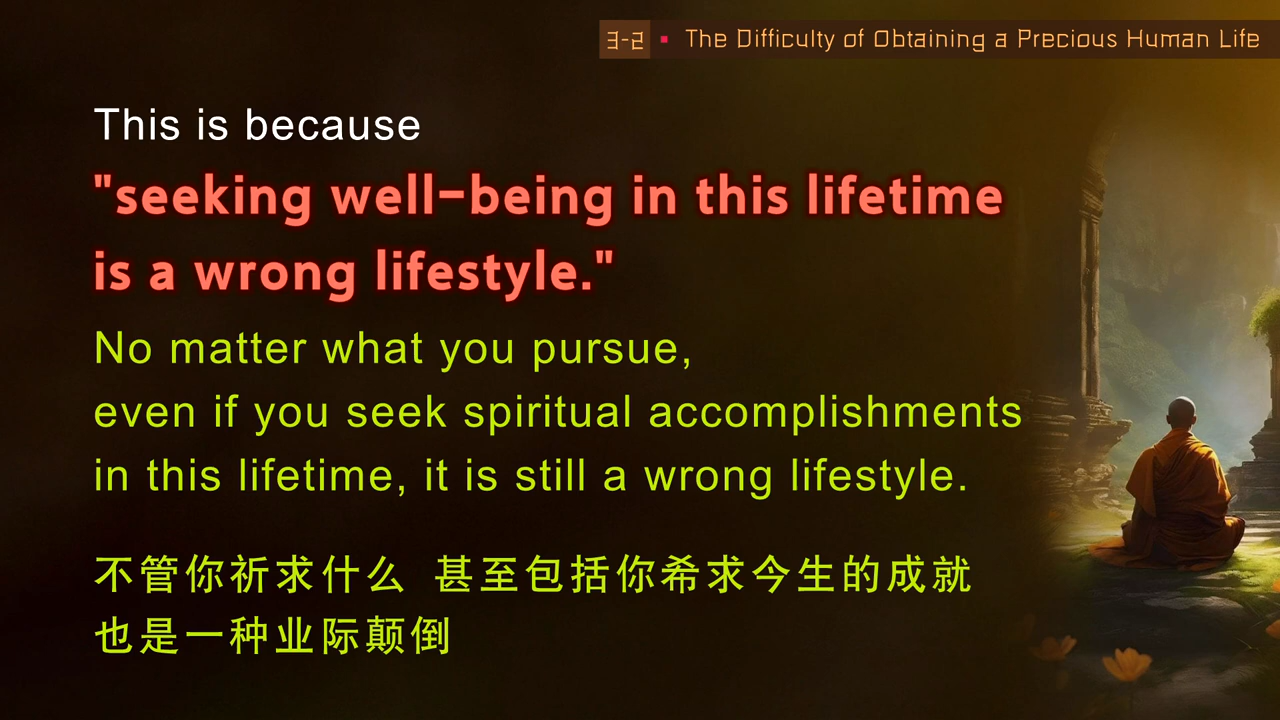 3-2 ▪ The Difficulty of Obtaining a Precious Human Life
This is because
"seeking well-being in this lifetime
is a wrong lifestyle."
No matter what you pursue,
even if you seek spiritual accomplishments
in this lifetime, it is still a wrong lifestyle.
不管你祈求什么 甚至包括你希求今生的成就
也是一种业际颠倒